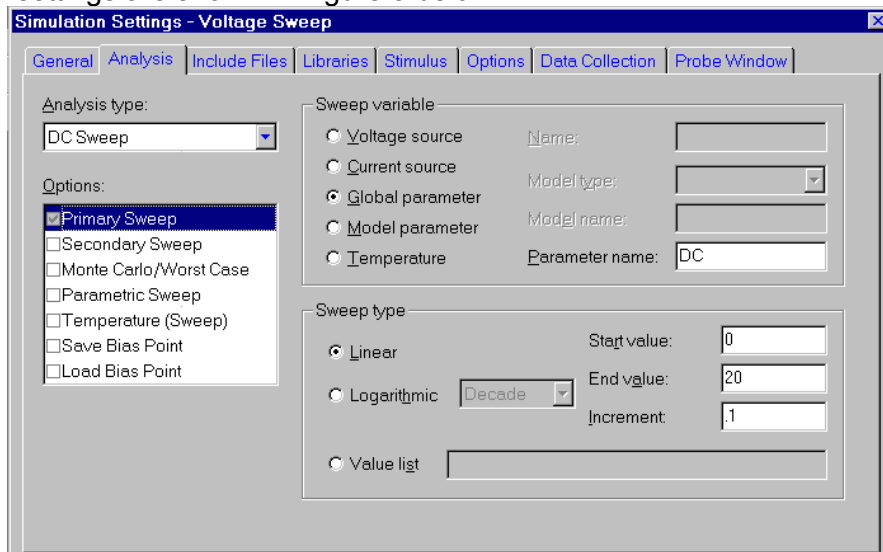 Simulation Settings - Voltage Sweep
General Analysis Include Files Libraries Stimulus Options Data Collection Probe Window
Analysis type:
DC Sweep
Options:
Primary Sweep
Secondary Sweep
Monte Carlo/Worst Case
Parametric Sweep
Temperature (Sweep)
Save Bias Point
Load Bias Point
Sweep variable
Voltage source
Current source
Global parameter
Model parameter
Temperature
Name:
Model type:
Model name:
Parameter name: DC
Sweep type
Linear
Logarithmic Decade
Value list
Start value: 0
End value: 20
Increment: .1